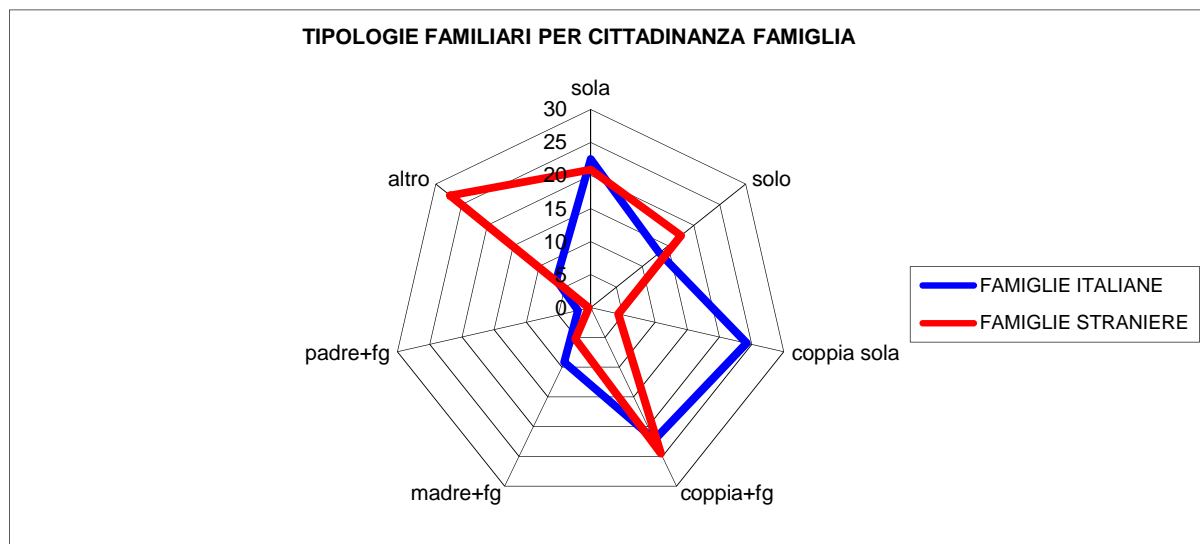 TIPOLOGIE FAMILIARI PER CITTADINANZA FAMIGLIA
sola
30
25
20
15
10
5
0
altro
solo
padre+fg
coppia sola
madre+fg
coppia+fg
FAMIGLIE ITALIANE
FAMIGLIE STRANIERE